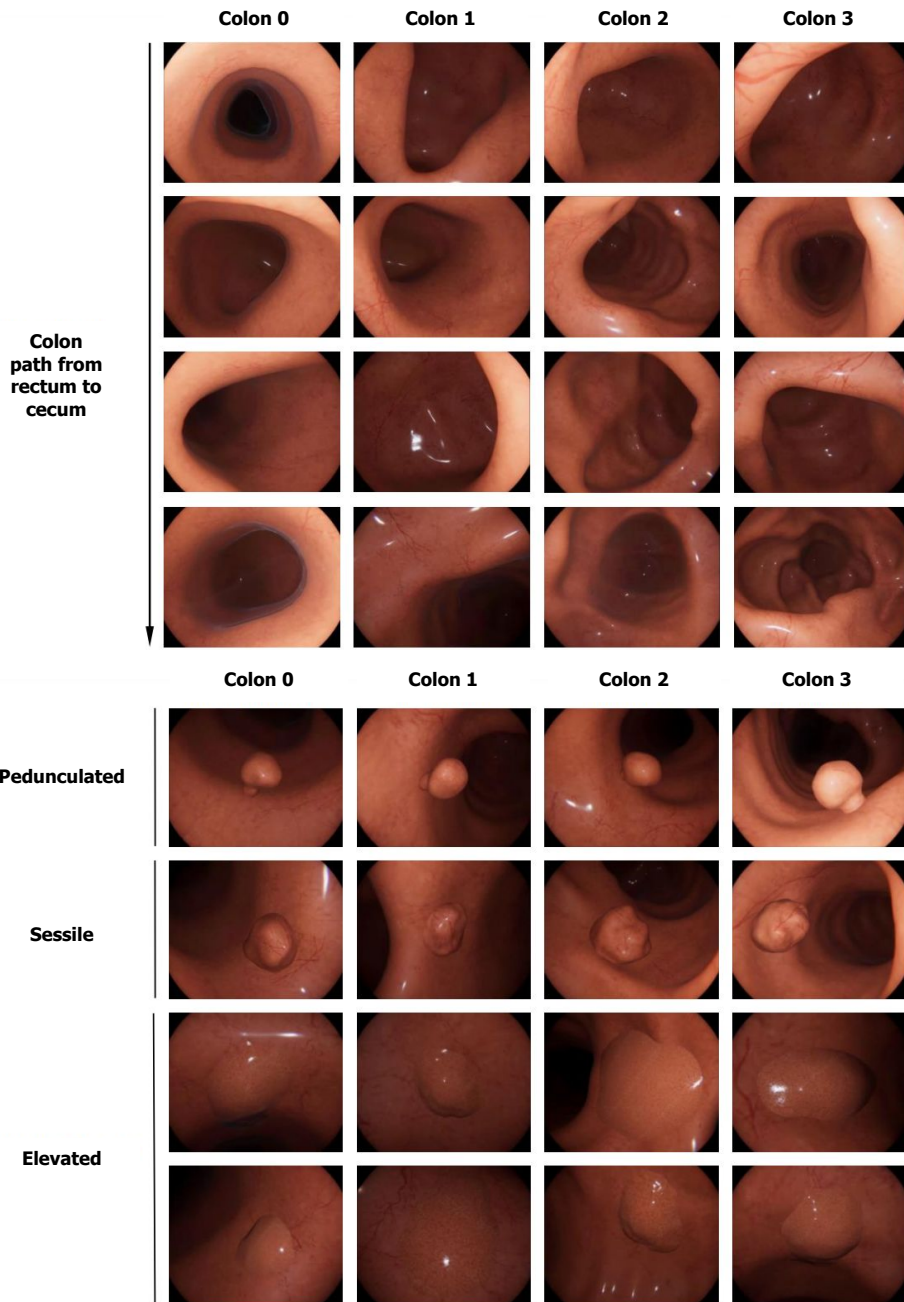 Colon 0 Colon 1 Colon 2 Colon 3
Colon
path from
rectum to
cecum
Colon 0 Colon 1 Colon 2 Colon 3
Pedunculated
Sessile
Elevated